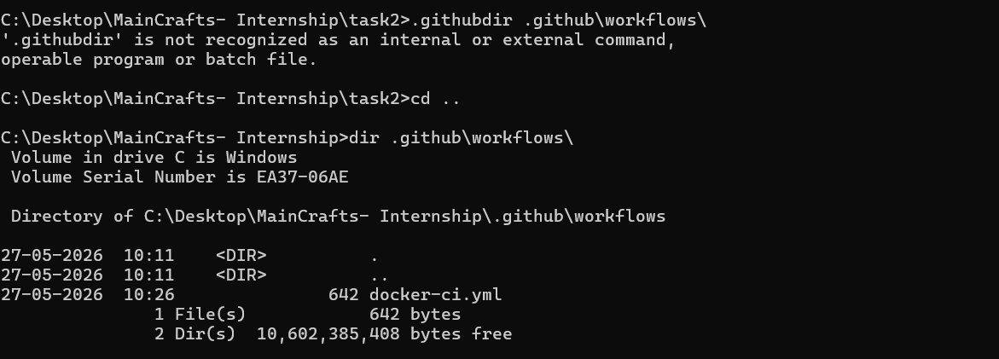 C:\Desktop\MainCrafts- Internship\task2>.githubdir .github\workflows\
'.githubdir' is not recognized as an internal or external command,
operable program or batch file.
C:\Desktop\MainCrafts- Internship\task2>cd ..
C:\Desktop\MainCrafts- Internship>dir .github\workflows\
 Volume in drive C is Windows
 Volume Serial Number is EA37-06AE
 Directory of C:\Desktop\MainCrafts- Internship\.github\workflows
27-05-2026  10:11    <DIR>          .
27-05-2026  10:11    <DIR>          ..
27-05-2026  10:26               642 docker-ci.yml
               1 File(s)            642 bytes
               2 Dir(s)  10,602,385,408 bytes free